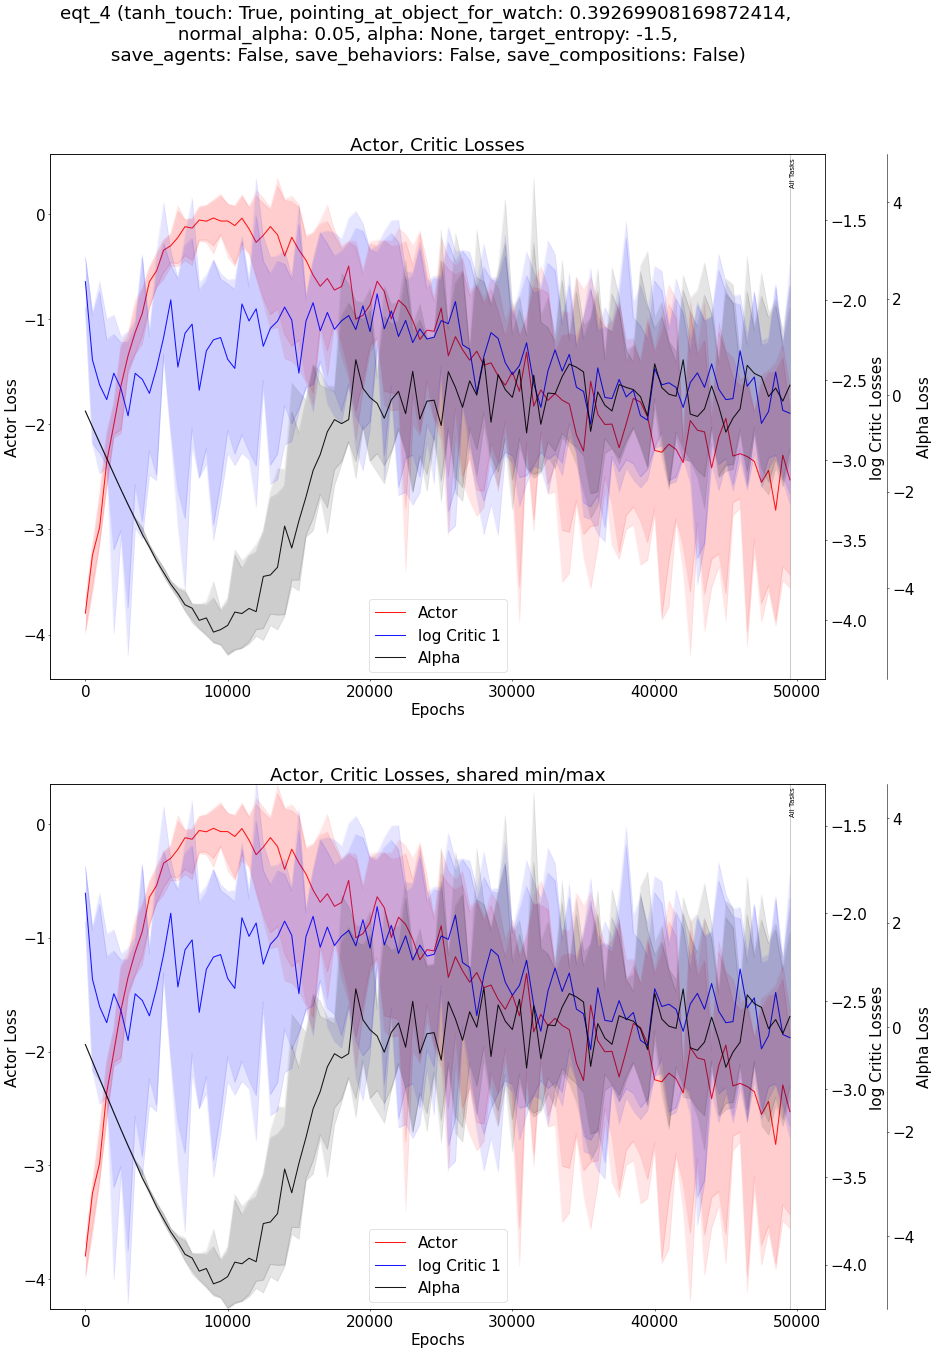 eqt_4 (tanh_touch: True, pointing_at_object_for_watch: 0.39269908169872414,
normal_alpha: 0.05, alpha: None, target_entropy: -1.5,
save_agents: False, save_behaviors: False, save_compositions: False)
Actor, Critic Losses
All Tasks
0
−1
−2
−3
−4
Actor Loss
−1.5
−2.0
−2.5
−3.0
−3.5
−4.0
log Critic Losses
4
2
0
−2
−4
Alpha Loss
Actor
log Critic 1
Alpha
0 10000 20000 30000 40000 50000
Epochs
Actor, Critic Losses, shared min/max
All Tasks
0
−1
−2
−3
−4
Actor Loss
−1.5
−2.0
−2.5
−3.0
−3.5
−4.0
log Critic Losses
4
2
0
−2
−4
Alpha Loss
Actor
log Critic 1
Alpha
0 10000 20000 30000 40000 50000
Epochs